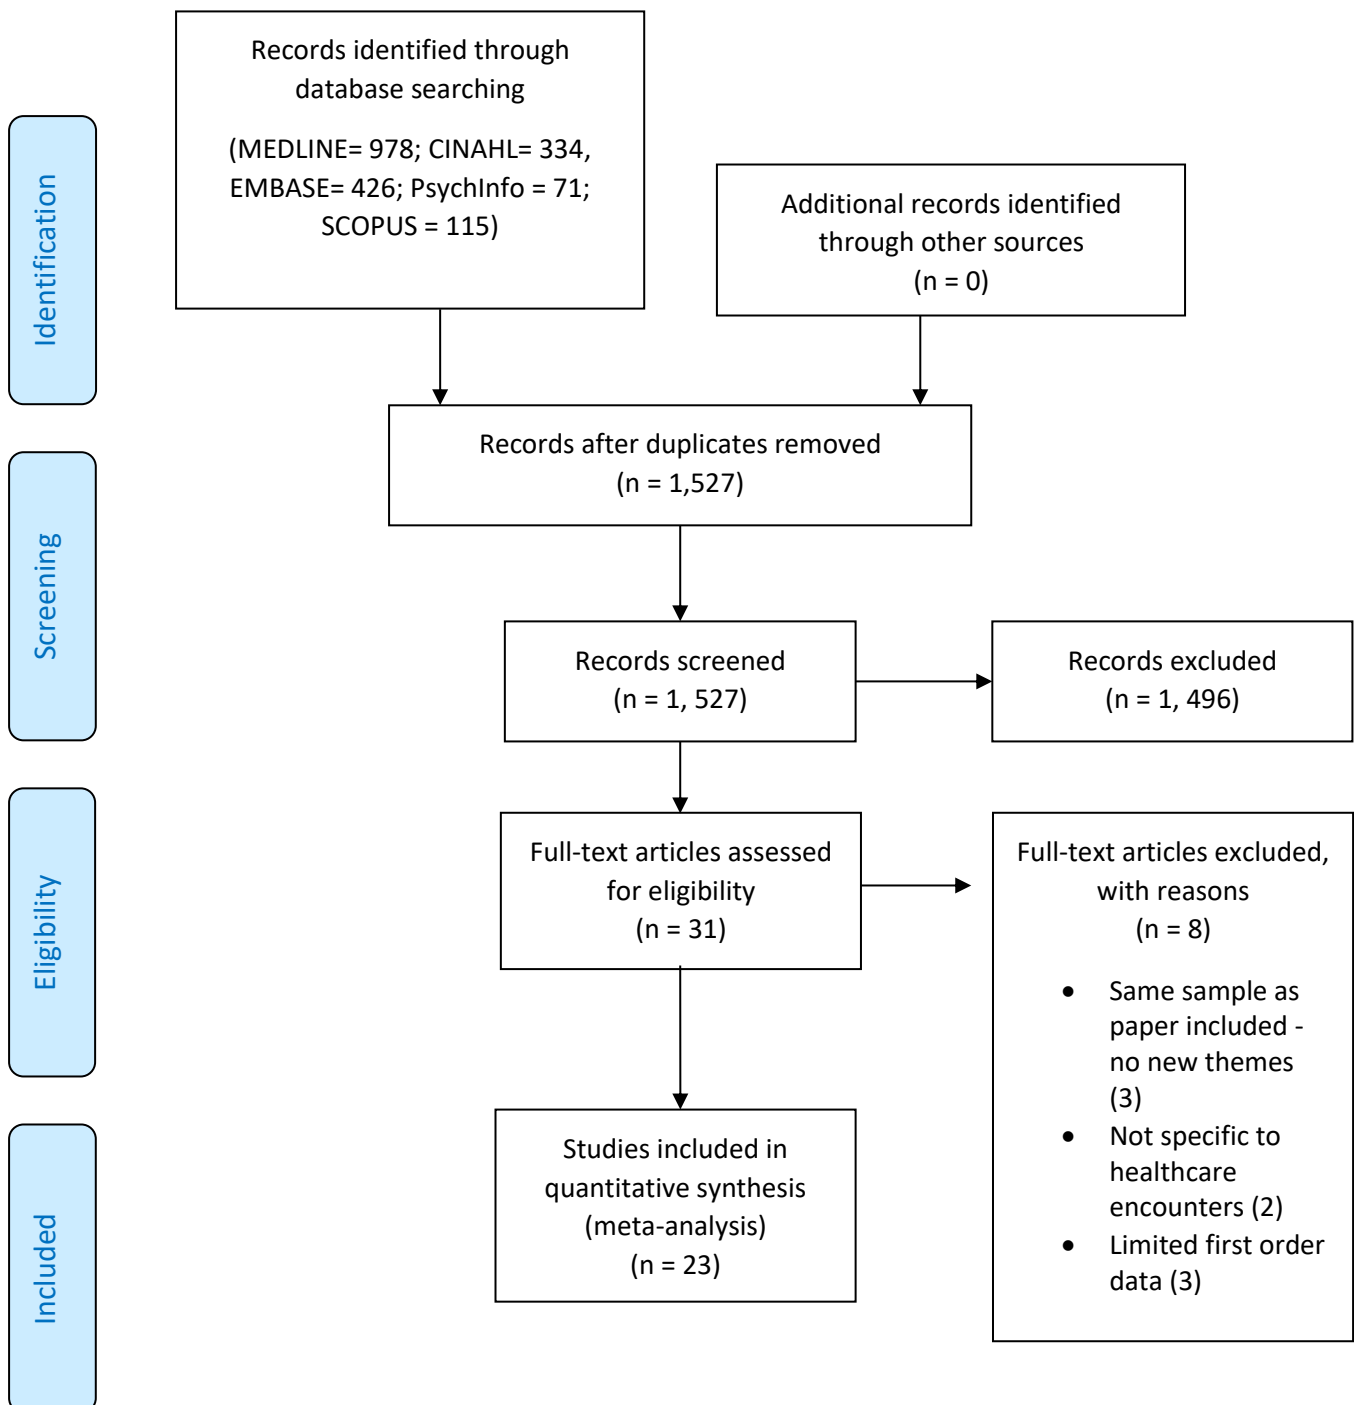 Records identified through
database searching
(MEDLINE= 978; CINAHL= 334,
EMBASE= 426; PsychInfo = 71;
SCOPUS = 115)
Additional records identified
through other sources
(n = 0)
Identification
Records after duplicates removed
(n = 1,527)
Screening
Records screened
(n = 1, 527)
Records excluded
(n = 1, 496)
Eligibility
Full-text articles assessed
for eligibility
(n = 31)
Full-text articles excluded,
with reasons
(n = 8)
• Same sample as
paper included -
no new themes
(3)
• Not specific to
healthcare
encounters (2)
• Limited first order
data (3)
Included
Studies included in
quantitative synthesis
(meta-analysis)
(n = 23)